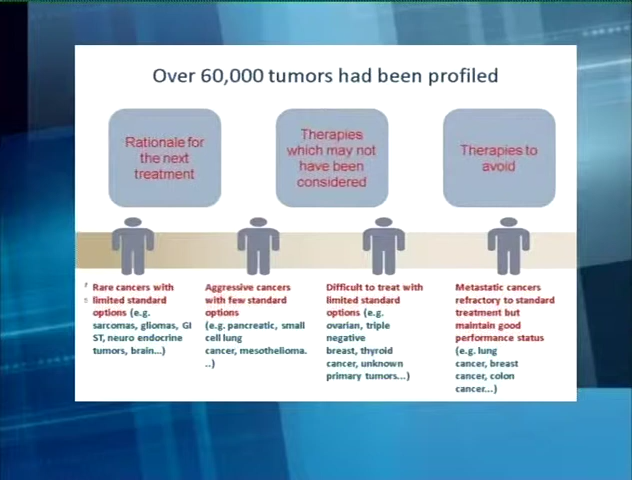 Over 60,000 tumors had been profiled
Rationale for
the next
treatment
Therapies
which may not
have been
considered
Therapies to
avoid
Rare cancers with
limited standard
options (e.g.
sarcomas, gliomas, GI
ST, neuro endocrine
tumors, brain...)
Aggressive cancers
with few standard
options
(e.g. pancreatic, small
cell lung
cancer, mesothelioma.
..)
Difficult to treat with
limited standard
options (e.g.
ovarian, triple
negative
breast, thyroid
cancer, unknown
primary tumors...)
Metastatic cancers
refractory to standard
treatment but
maintain good
performance status
(e.g. lung
cancer, breast
cancer, colon
cancer...)